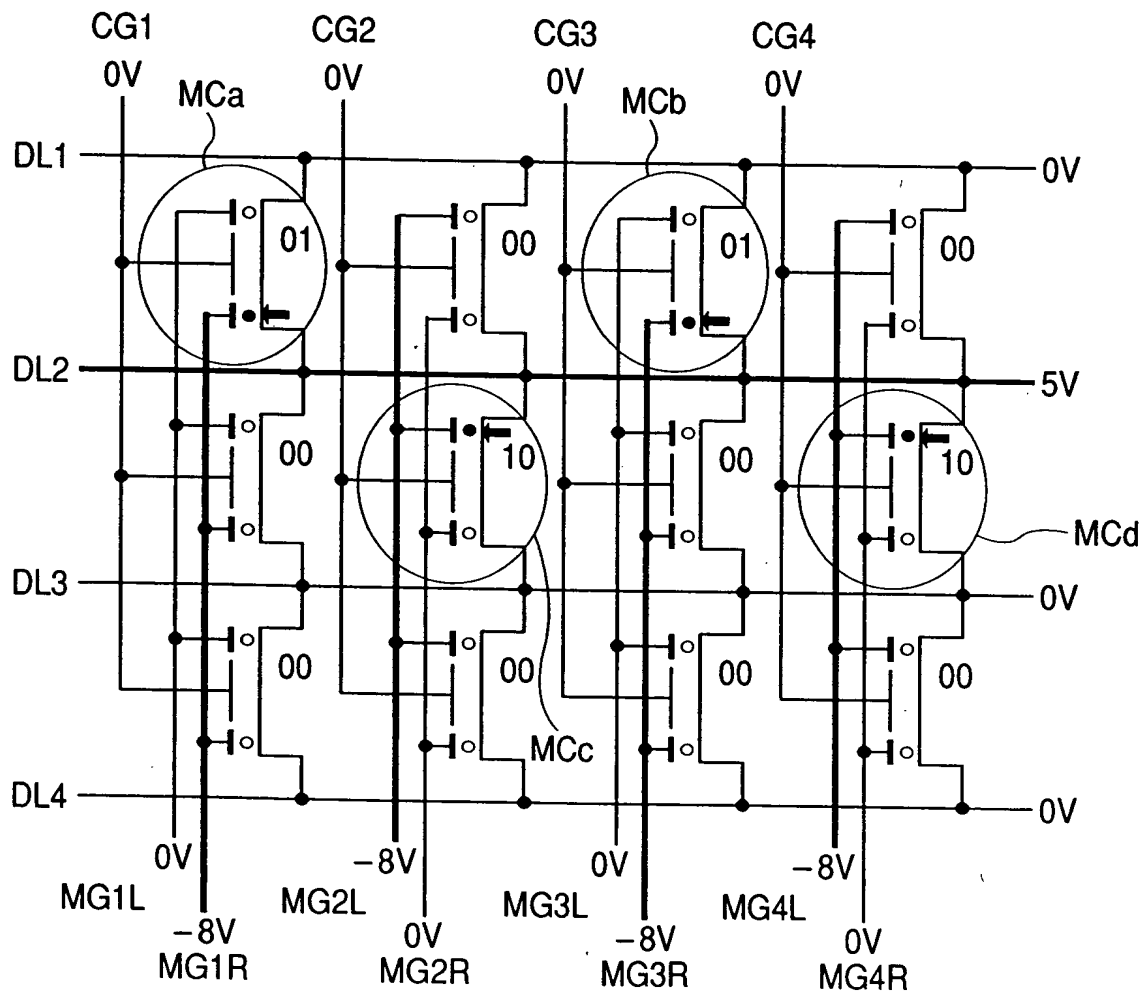 CG1 CG2 CG3 CG4
0V 0V 0V 0V
MCa MCb
DL1 0V
01 00 01 00
DL2 5V
00 10 00 10
MCd
DL3 0V
00 00 00 00
MCc
DL4 0V
0V −8V 0V −8V
MG1L MG2L MG3L MG4L
−8V 0V −8V 0V
MG1R MG2R MG3R MG4R